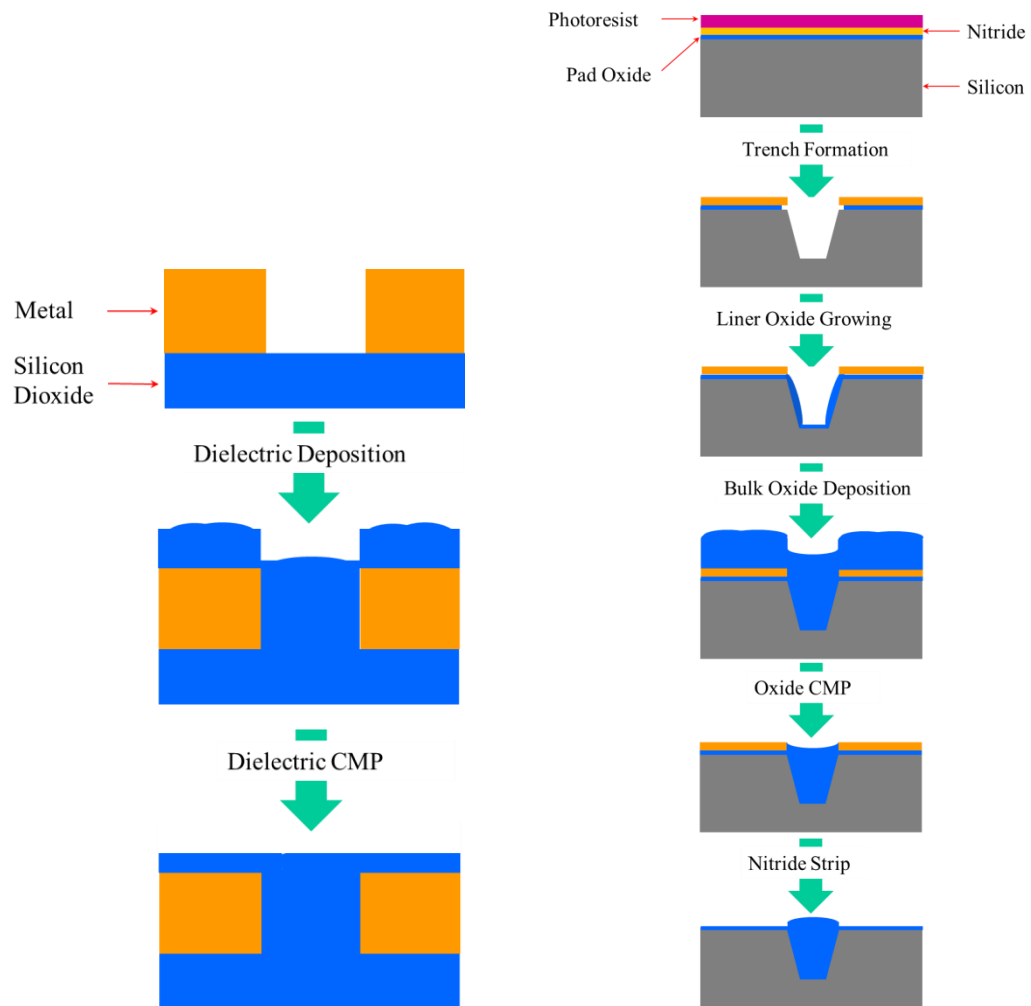 Metal
Silicon
Dioxide
Dielectric Deposition
Dielectric CMP
Photoresist
Nitride
Pad Oxide
Silicon
Trench Formation
Liner Oxide Growing
Bulk Oxide Deposition
Oxide CMP
Nitride Strip